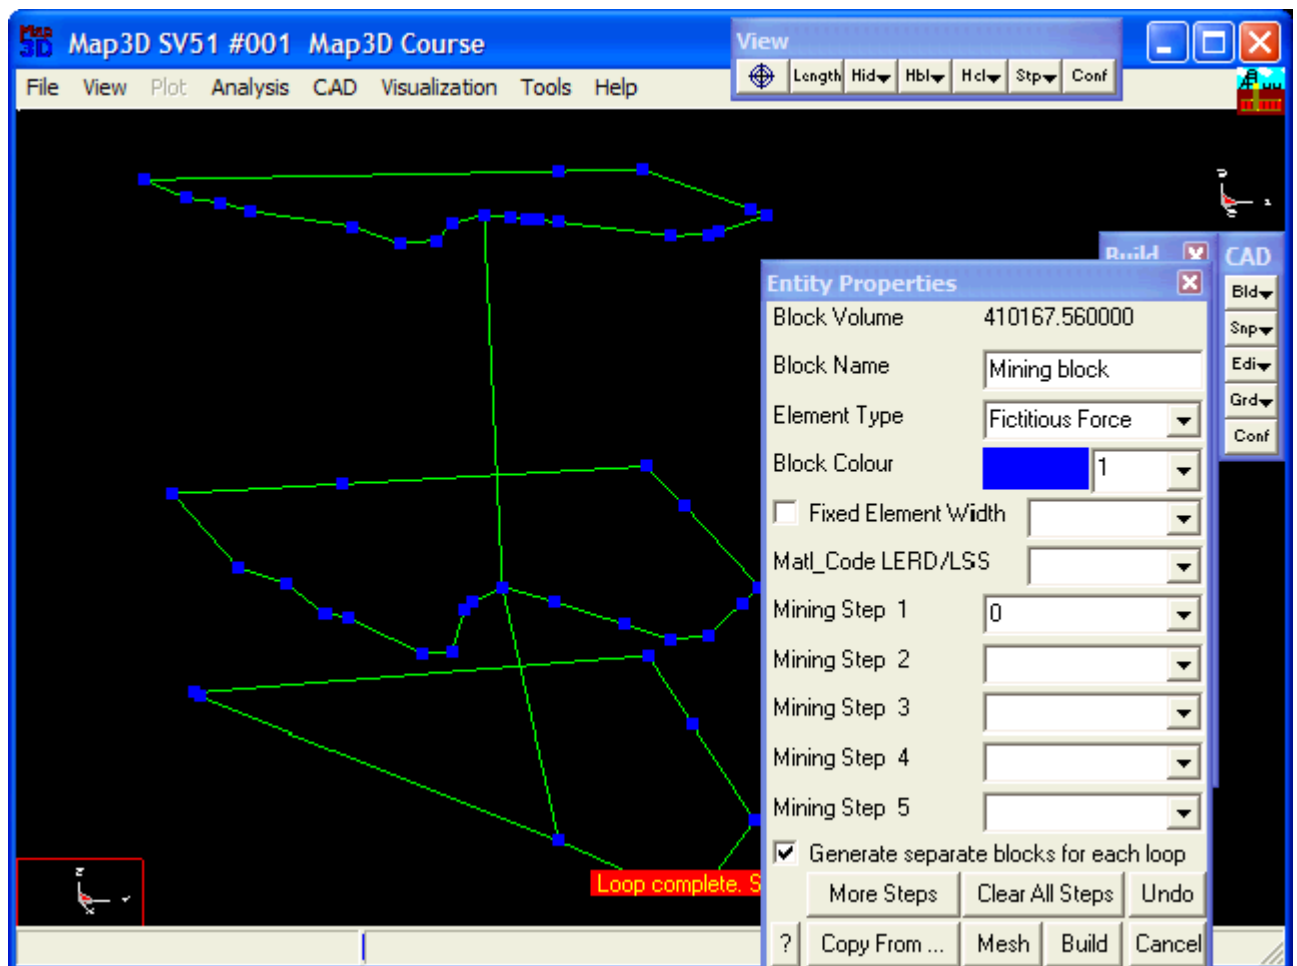 Map3D SV51 #001 Map3D Course
View
File View Plot Analysis CAD Visualization Tools Help
Length Hid Hbl Hcl Stp Conf
Build
CAD
Bld
Snp
Edi
Grd
Conf
Entity Properties
Block Volume 410167.560000
Block Name Mining block
Element Type Fictitious Force
Block Colour 1
Fixed Element Width
Matl_Code LERD/LSS
Mining Step 1 0
Mining Step 2
Mining Step 3
Mining Step 4
Mining Step 5
Generate separate blocks for each loop
Loop complete. S
More Steps Clear All Steps Undo
? Copy From ... Mesh Build Cancel